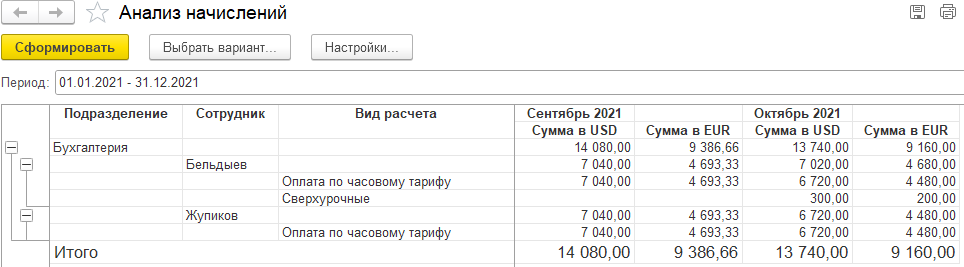 Анализ начислений
Сформировать Выбрать вариант... Настройки...
Период: 01.01.2021 - 31.12.2021
Подразделение Сотрудник Вид расчета Сентябрь 2021 Октябрь 2021
Сумма в USD Сумма в EUR Сумма в USD Сумма в EUR
Бухгалтерия 14 080,00 9 386,66 13 740,00 9 160,00
Бельдыев 7 040,00 4 693,33 7 020,00 4 680,00
Оплата по часовому тарифу 7 040,00 4 693,33 6 720,00 4 480,00
Сверхурочные 300,00 200,00
Жупиков 7 040,00 4 693,33 6 720,00 4 480,00
Оплата по часовому тарифу 7 040,00 4 693,33 6 720,00 4 480,00
Итого 14 080,00 9 386,66 13 740,00 9 160,00